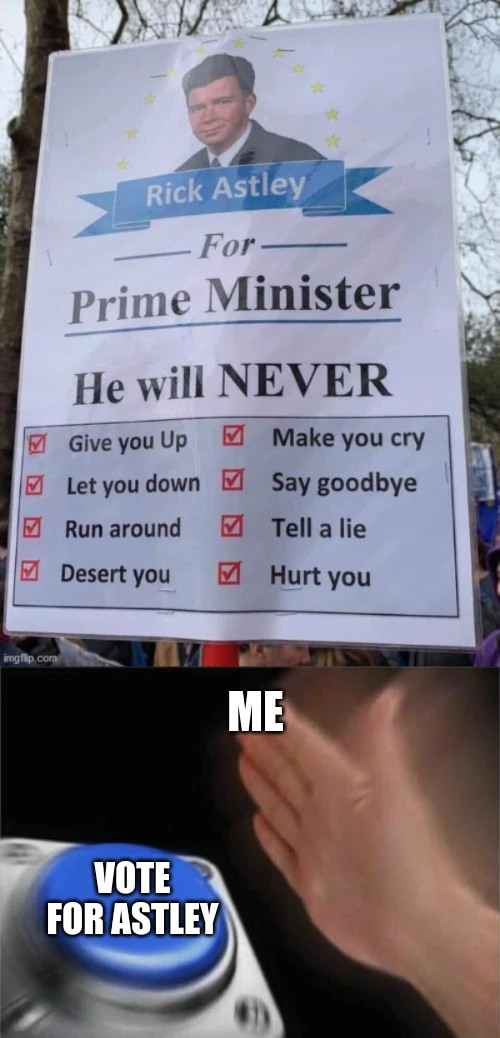 Rick Astley
For
Prime Minister
He will NEVER
Give you Up
Make you cry
Let you down
Say goodbye
Run around
Tell a lie
Desert you
Hurt you
imgflip.com
ME
VOTE
FOR ASTLEY